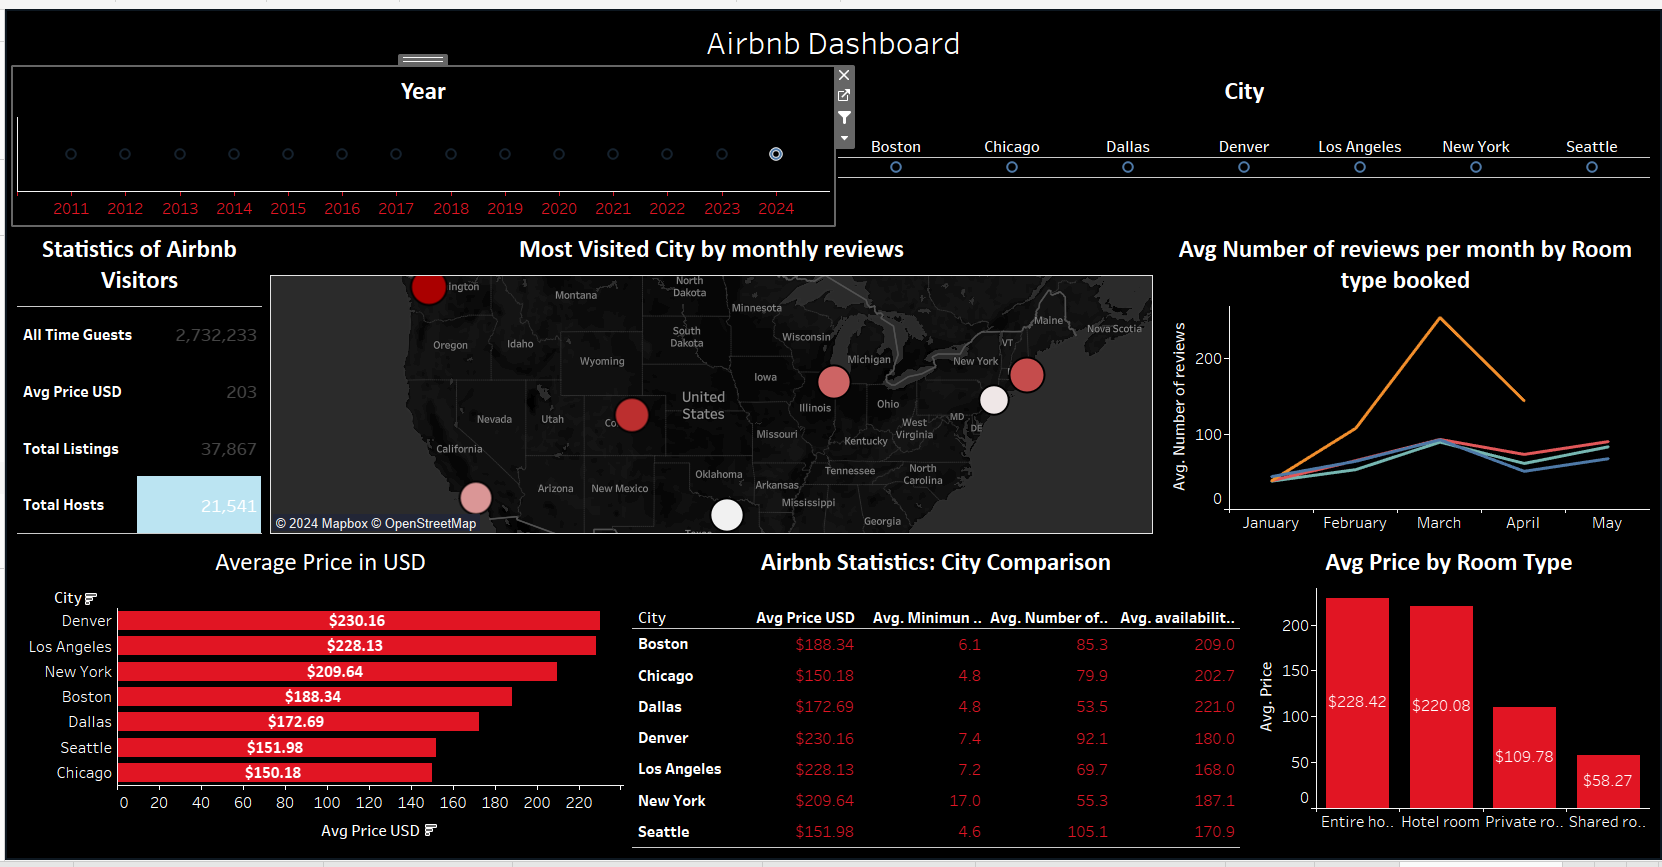 Airbnb Dashboard
Year
2011 2012 2013 2014 2015 2016 2017 2018 2019 2020 2021 2022 2023 2024
City
Boston Chicago Dallas Denver Los Angeles New York Seattle
Statistics of Airbnb
Visitors
All Time Guests 2,732,233
Avg Price USD 203
Total Listings 37,867
Total Hosts 21,541
Most Visited City by monthly reviews
ington
Montana
North
Dakota
Minnesota
Maine
Nova Scotia
Oregon
Idaho
South
Dakota
Wisconsin
VT
Wyoming
Michigan
New York
Iowa
United
States
Nevada
Utah
Co
Illinois
Ohio
MD
DE
West
Virginia
Missouri
Kentucky
California
Oklahoma
Tennessee
North
Carolina
Arizona
New Mexico
Arkansas
Mississippi
Georgia
Texas
© 2024 Mapbox © OpenStreetMap
Avg Number of reviews per month by Room
type booked
Avg. Number of reviews
200
100
0
January February March April May
Average Price in USD
City
Denver $230.16
Los Angeles $228.13
New York $209.64
Boston $188.34
Dallas $172.69
Seattle $151.98
Chicago $150.18
0 20 40 60 80 100 120 140 160 180 200 220
Avg Price USD
Airbnb Statistics: City Comparison
City Avg Price USD Avg. Minimun .. Avg. Number of.. Avg. availabilit..
Boston $188.34 6.1 85.3 209.0
Chicago $150.18 4.8 79.9 202.7
Dallas $172.69 4.8 53.5 221.0
Denver $230.16 7.4 92.1 180.0
Los Angeles $228.13 7.2 69.7 168.0
New York $209.64 17.0 55.3 187.1
Seattle $151.98 4.6 105.1 170.9
Avg Price by Room Type
Avg. Price
200
150
100
50
0
$228.42 $220.08 $109.78 $58.27
Entire ho.. Hotel room Private ro.. Shared ro..